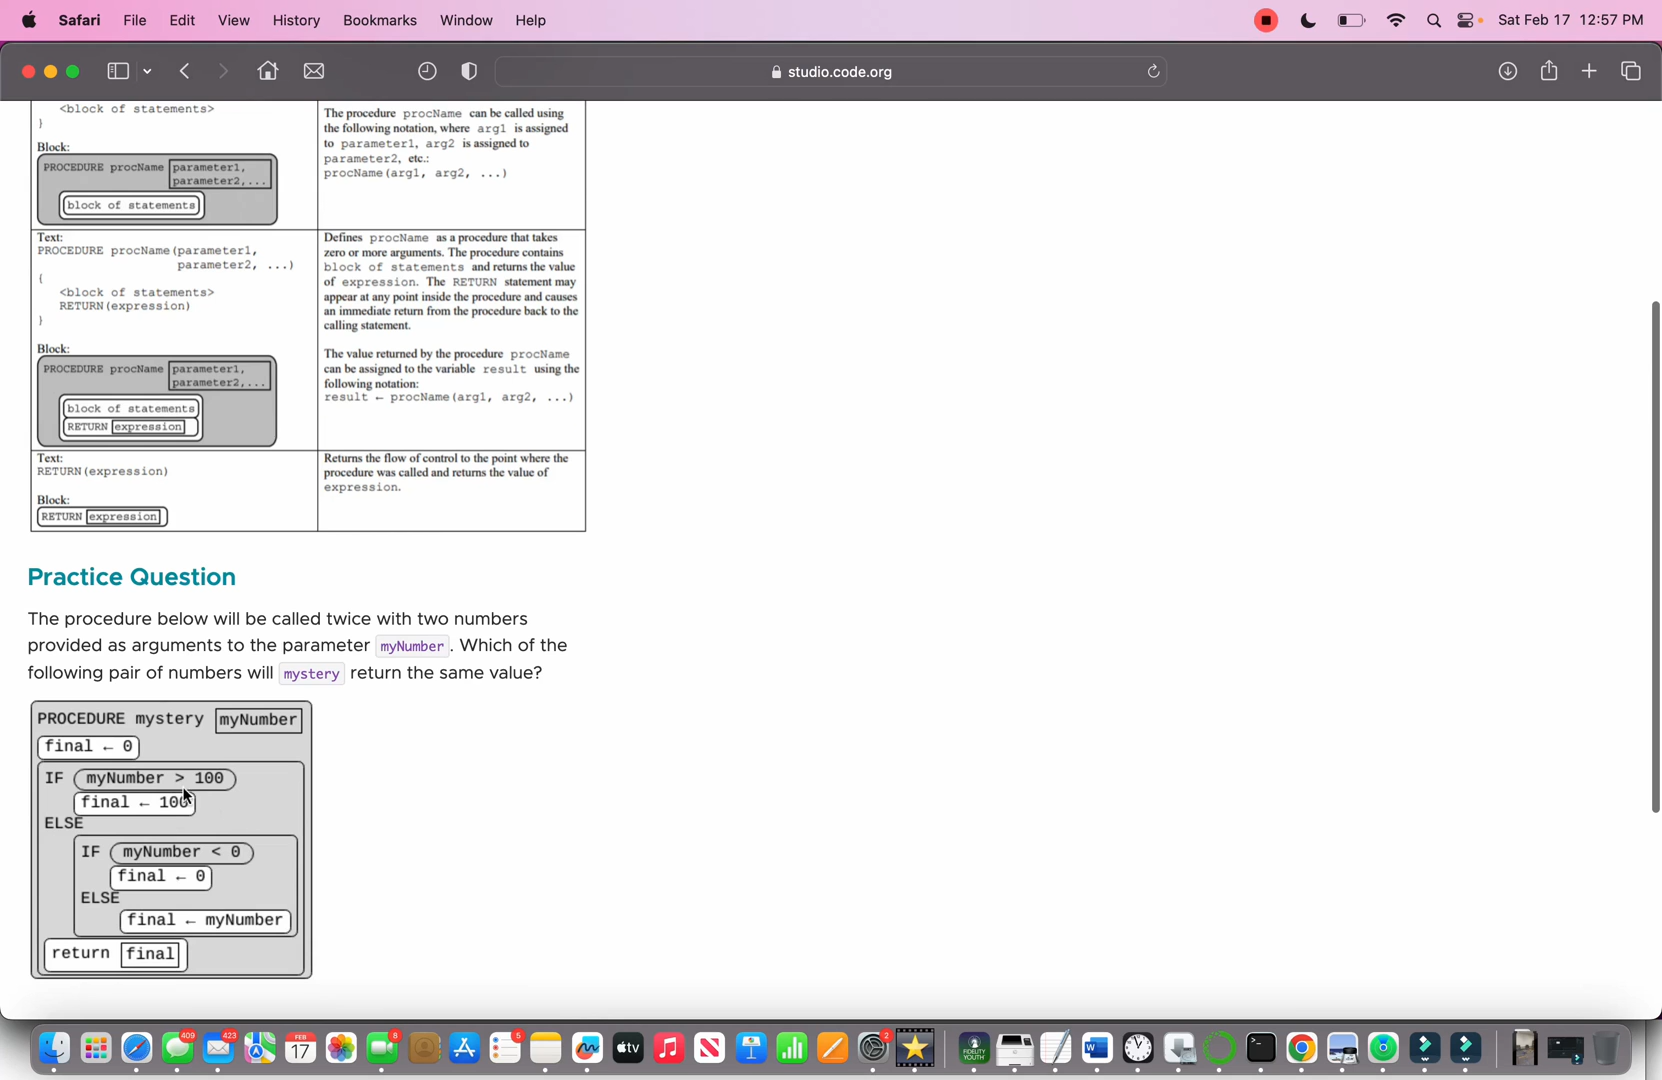 Safari File Edit View History Bookmarks Window Help
Sat Feb 17 12:57 PM
studio.code.org
<block of statements>
}
Block:
PROCEDURE procName parameter1,
parameter2,...
block of statements
The procedure procName can be called using
the following notation, where arg1 is assigned
to parameter1, arg2 is assigned to
parameter2, etc.:
procName(arg1, arg2, ...)
Text:
PROCEDURE procName(parameter1,
parameter2, ...)
{
<block of statements>
RETURN(expression)
}
Block:
PROCEDURE procName parameter1,
parameter2,...
block of statements
RETURN expression
Defines procName as a procedure that takes
zero or more arguments. The procedure contains
block of statements and returns the value
of expression. The RETURN statement may
appear at any point inside the procedure and causes
an immediate return from the procedure back to the
calling statement.
The value returned by the procedure procName
can be assigned to the variable result using the
following notation:
result ← procName(arg1, arg2, ...)
Text:
RETURN(expression)
Block:
RETURN expression
Returns the flow of control to the point where the
procedure was called and returns the value of
expression.
Practice Question
The procedure below will be called twice with two numbers
provided as arguments to the parameter myNumber. Which of the
following pair of numbers will mystery return the same value?
PROCEDURE mystery myNumber
final ← 0
IF myNumber > 100
final ← 100
ELSE
IF myNumber < 0
final ← 0
ELSE
final ← myNumber
return final
409
423
FEB
17
8
5
tv
2
FIDELITY
YOUTH
W